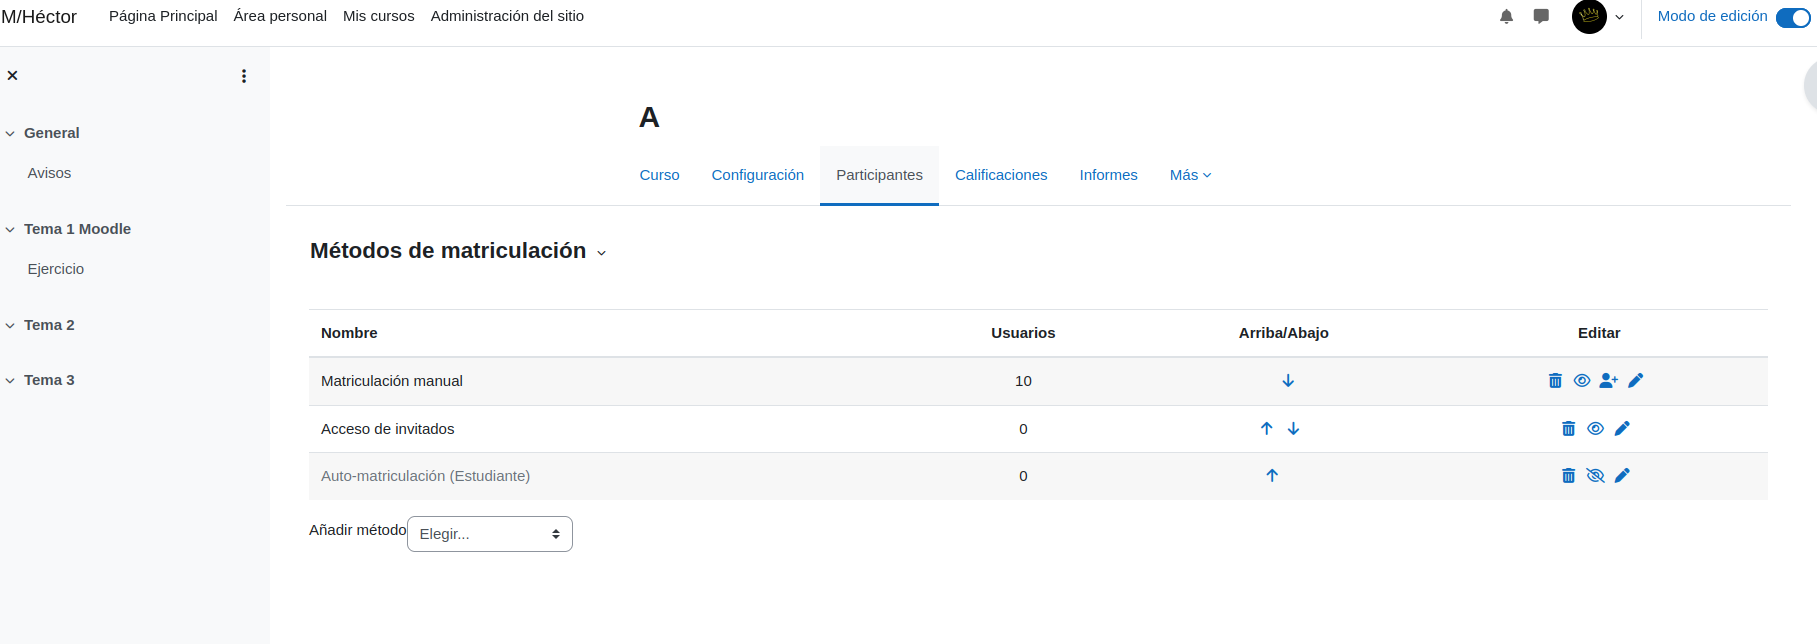 M/Héctor Página Principal Área personal Mis cursos Administración del sitio Modo de edición
General
Avisos
Tema 1 Moodle
Ejercicio
Tema 2
Tema 3
A
Curso Configuración Participantes Calificaciones Informes Más
Métodos de matriculación
Nombre Usuarios Arriba/Abajo Editar
Matriculación manual 10
Acceso de invitados 0
Auto-matriculación (Estudiante) 0
Añadir método Elegir...